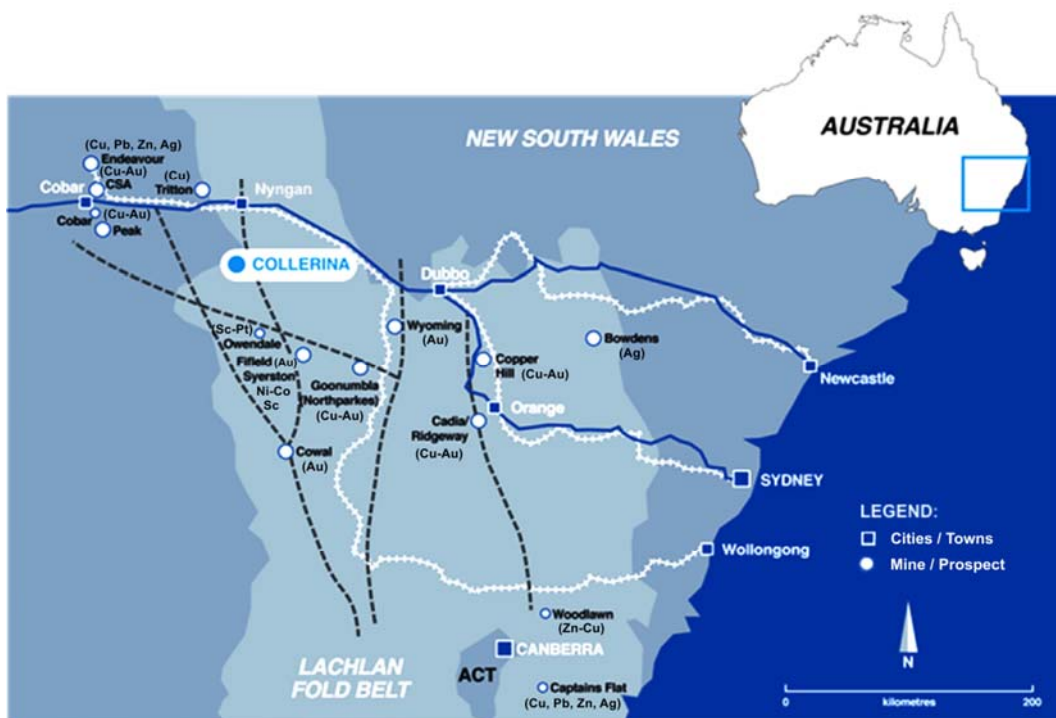 AUSTRALIA
NEW SOUTH WALES
(Cu, Pb, Zn, Ag)
Endeavour
(Cu-Au)
CSA
Cobar
(Cu)
Tritton
Nyngan
Cobar
(Cu-Au)
Peak
COLLERINA
Dubbo
(Sc-Pt)
Owendale
Fifield (Au)
Syerston
Ni-Co
Sc
Goonumbla
(Northparkes)
(Cu-Au)
Wyoming
(Au)
Copper
Hill (Cu-Au)
Bowdens
(Ag)
Newcastle
Orange
Cadia/
Ridgeway
(Cu-Au)
Cowal
(Au)
SYDNEY
LEGEND:
Cities / Towns
Mine / Prospect
Wollongong
Woodlawn
(Zn-Cu)
CANBERRA
ACT
LACHLAN
FOLD BELT
Captains Flat
(Cu, Pb, Zn, Ag)
N
0 200
kilometres